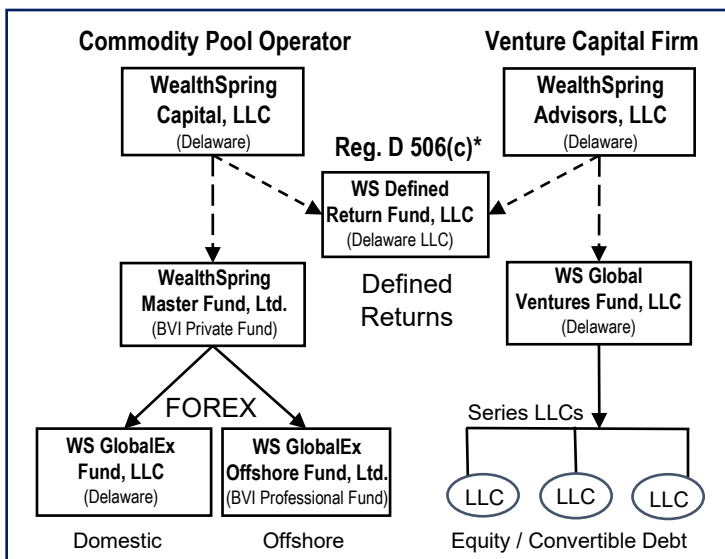 Commodity Pool Operator
Venture Capital Firm
WealthSpring
Capital, LLC
(Delaware)
WealthSpring
Advisors, LLC
(Delaware)
Reg. D 506(c)*
WS Defined
Return Fund, LLC
(Delaware LLC)
Defined
Returns
WealthSpring
Master Fund, Ltd.
(BVI Private Fund)
WS Global
Ventures Fund, LLC
(Delaware)
FOREX
Series LLCs
WS GlobalEx
Fund, LLC
(Delaware)
WS GlobalEx
Offshore Fund, Ltd.
(BVI Professional Fund)
LLC
LLC
LLC
Domestic
Offshore
Equity / Convertible Debt